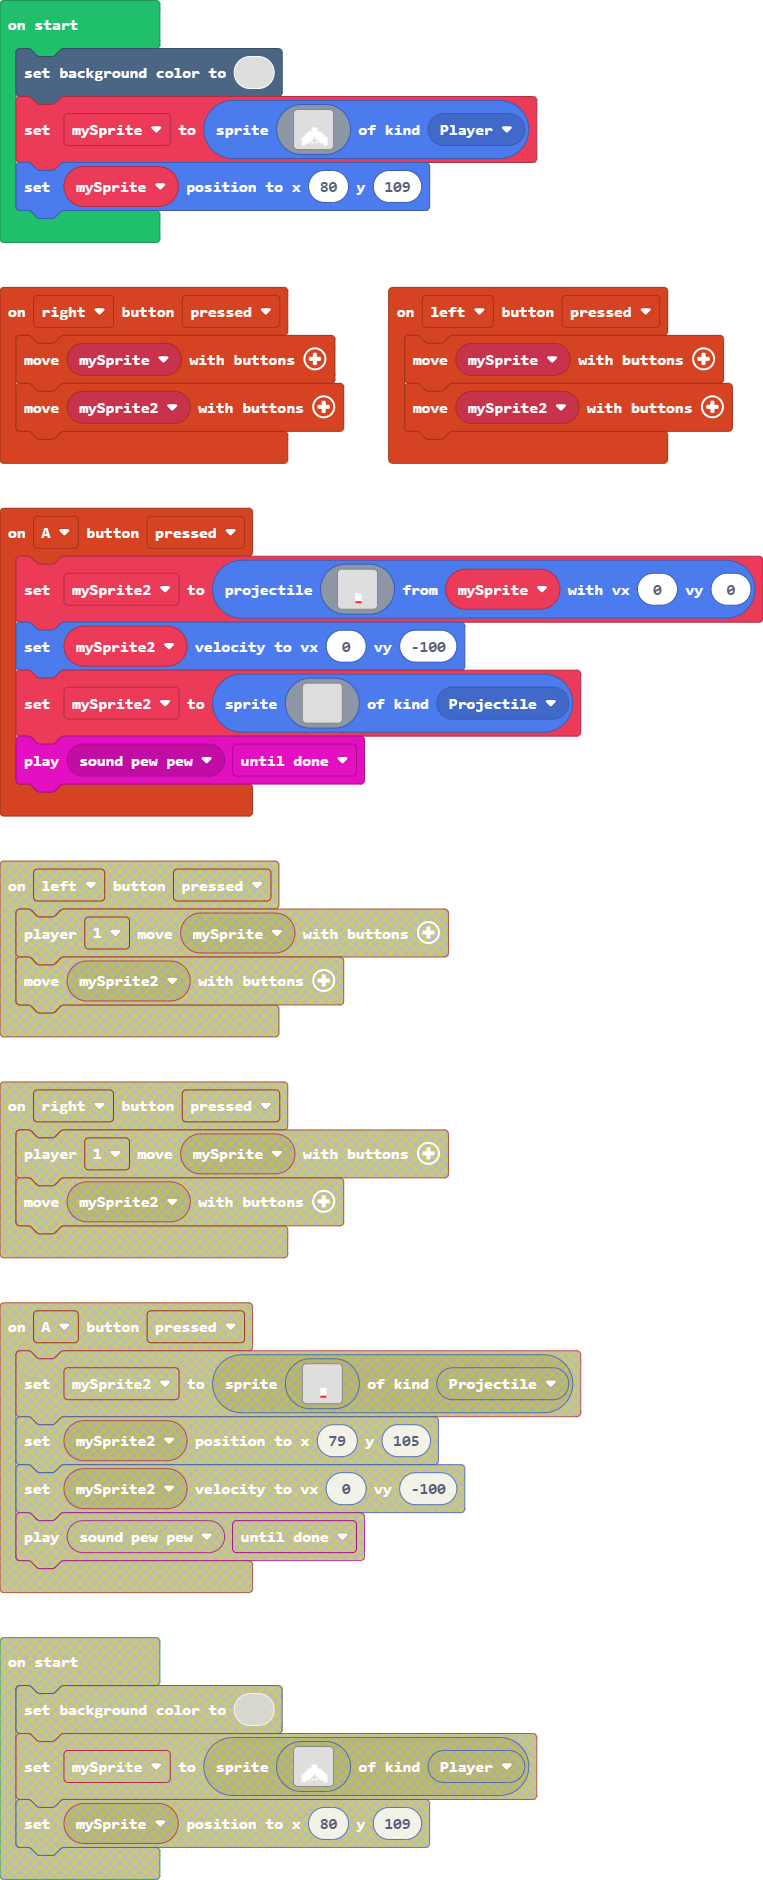 on start
set background color to
set mySprite to sprite of kind Player
set mySprite position to x 80 y 109
on right button pressed
move mySprite with buttons
move mySprite2 with buttons
on left button pressed
move mySprite with buttons
move mySprite2 with buttons
on A button pressed
set mySprite2 to projectile from mySprite with vx 0 vy 0
set mySprite2 velocity to vx 0 vy -100
set mySprite2 to sprite of kind Projectile
play sound pew pew until done
on left button pressed
player 1 move mySprite with buttons
move mySprite2 with buttons
on right button pressed
player 1 move mySprite with buttons
move mySprite2 with buttons
on A button pressed
set mySprite2 to sprite of kind Projectile
set mySprite2 position to x 79 y 105
set mySprite2 velocity to vx 0 vy -100
play sound pew pew until done
on start
set background color to
set mySprite to sprite of kind Player
set mySprite position to x 80 y 109